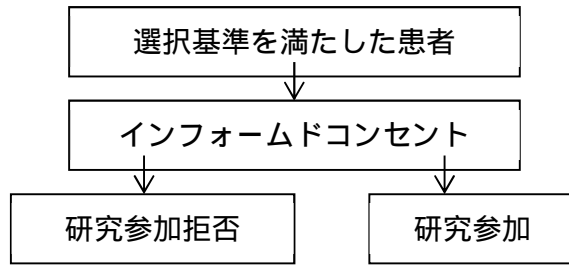 選択基準を満たした患者
インフォームドコンセント
研究参加拒否
研究参加